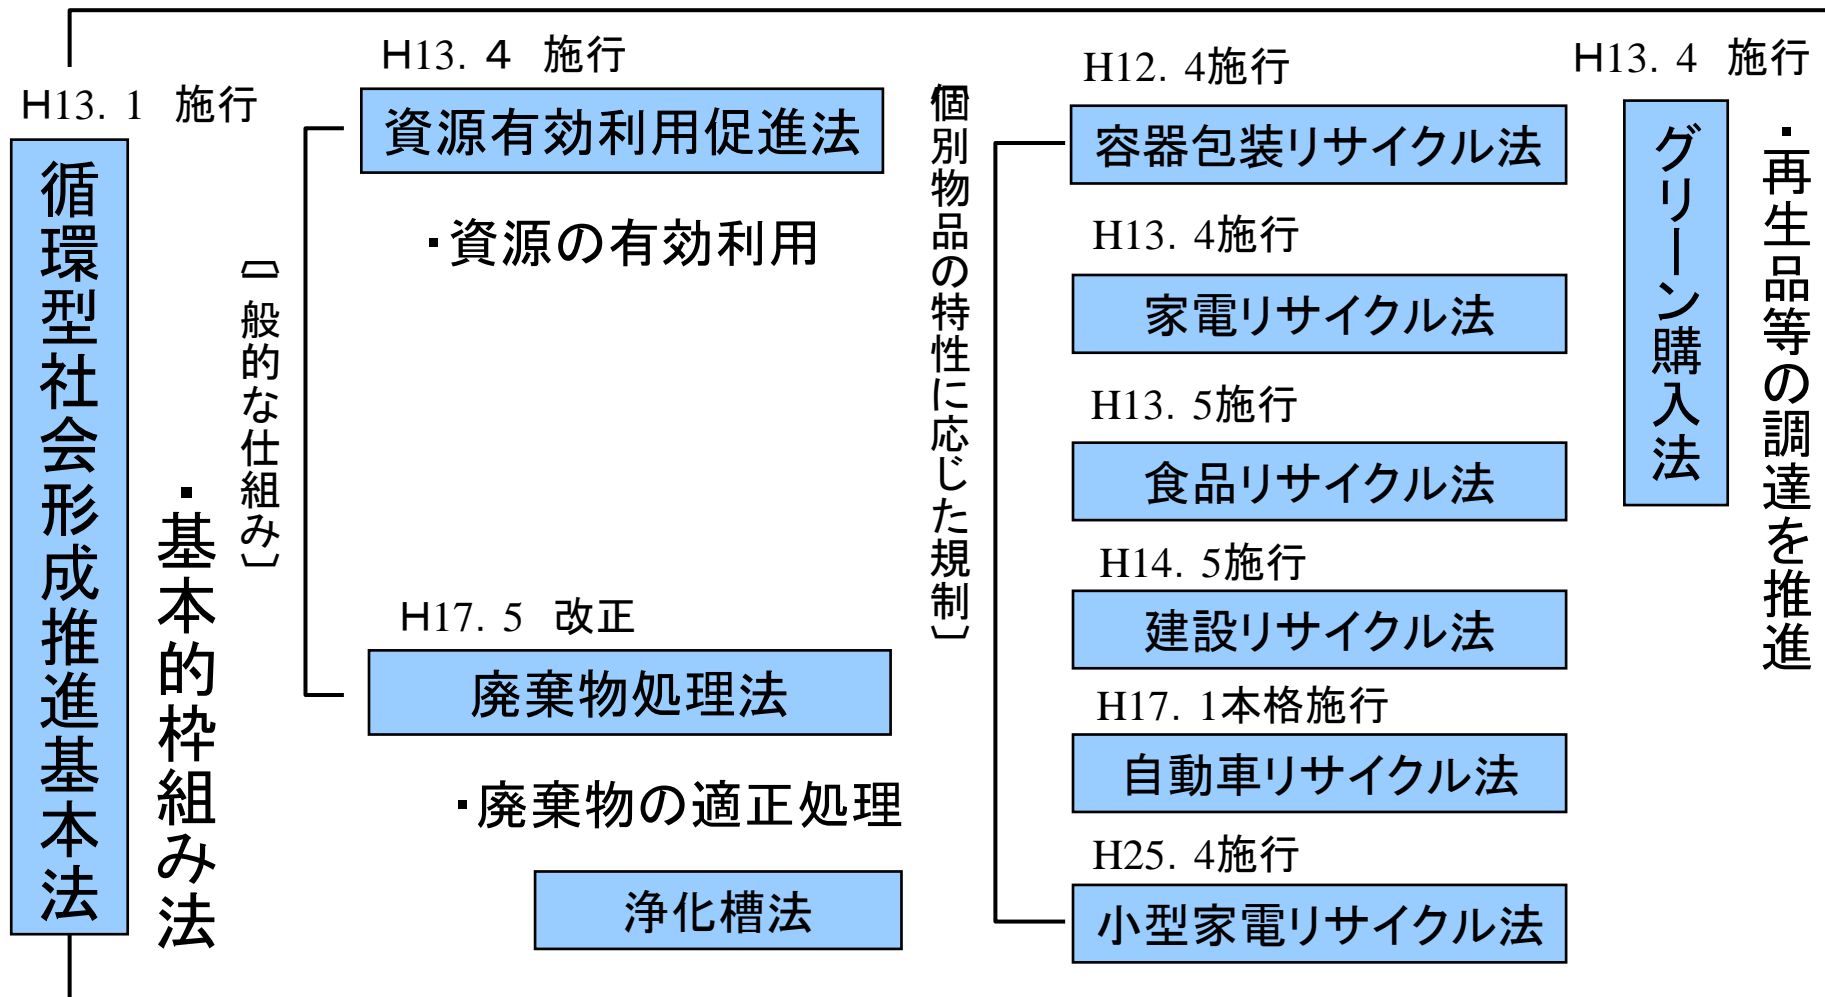 H13．1　施行
循環型社会形成推進基本法
・基本的枠組み法
〔一般的な仕組み〕
H13．4　施行
資源有効利用促進法
・資源の有効利用
H17．5　改正
廃棄物処理法
・廃棄物の適正処理
浄化槽法
〔個別物品の特性に応じた規制〕
H12．4施行
容器包装リサイクル法
H13．4施行
家電リサイクル法
H13．5施行
食品リサイクル法
H14．5施行
建設リサイクル法
H17．1本格施行
自動車リサイクル法
H25．4施行
小型家電リサイクル法
H13．4　施行
グリーン購入法
・再生品等の調達を推進